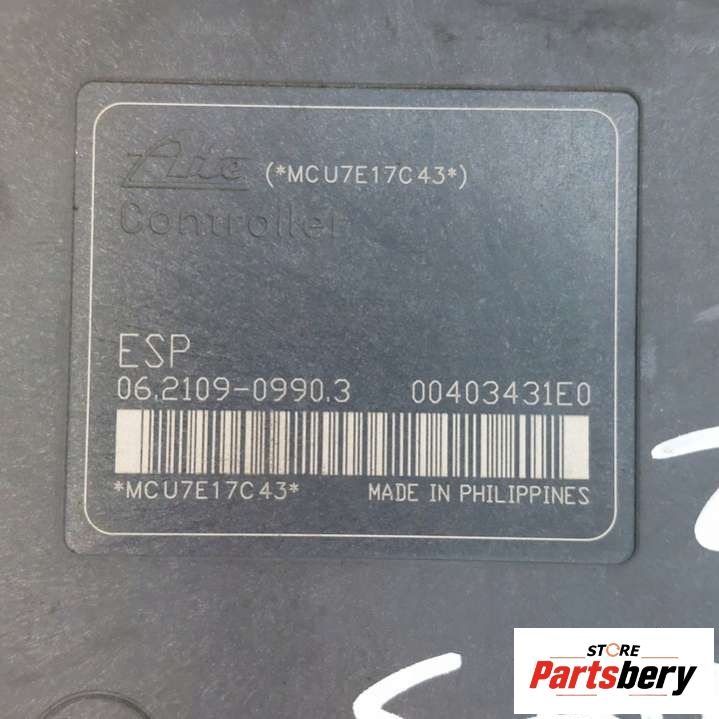 Ate (*MCU7E17C43*)
Controller
ESP
06.2109-0990.3 00403431E0
*MCU7E17C43* MADE IN PHILIPPINES
STORE
Partsbery